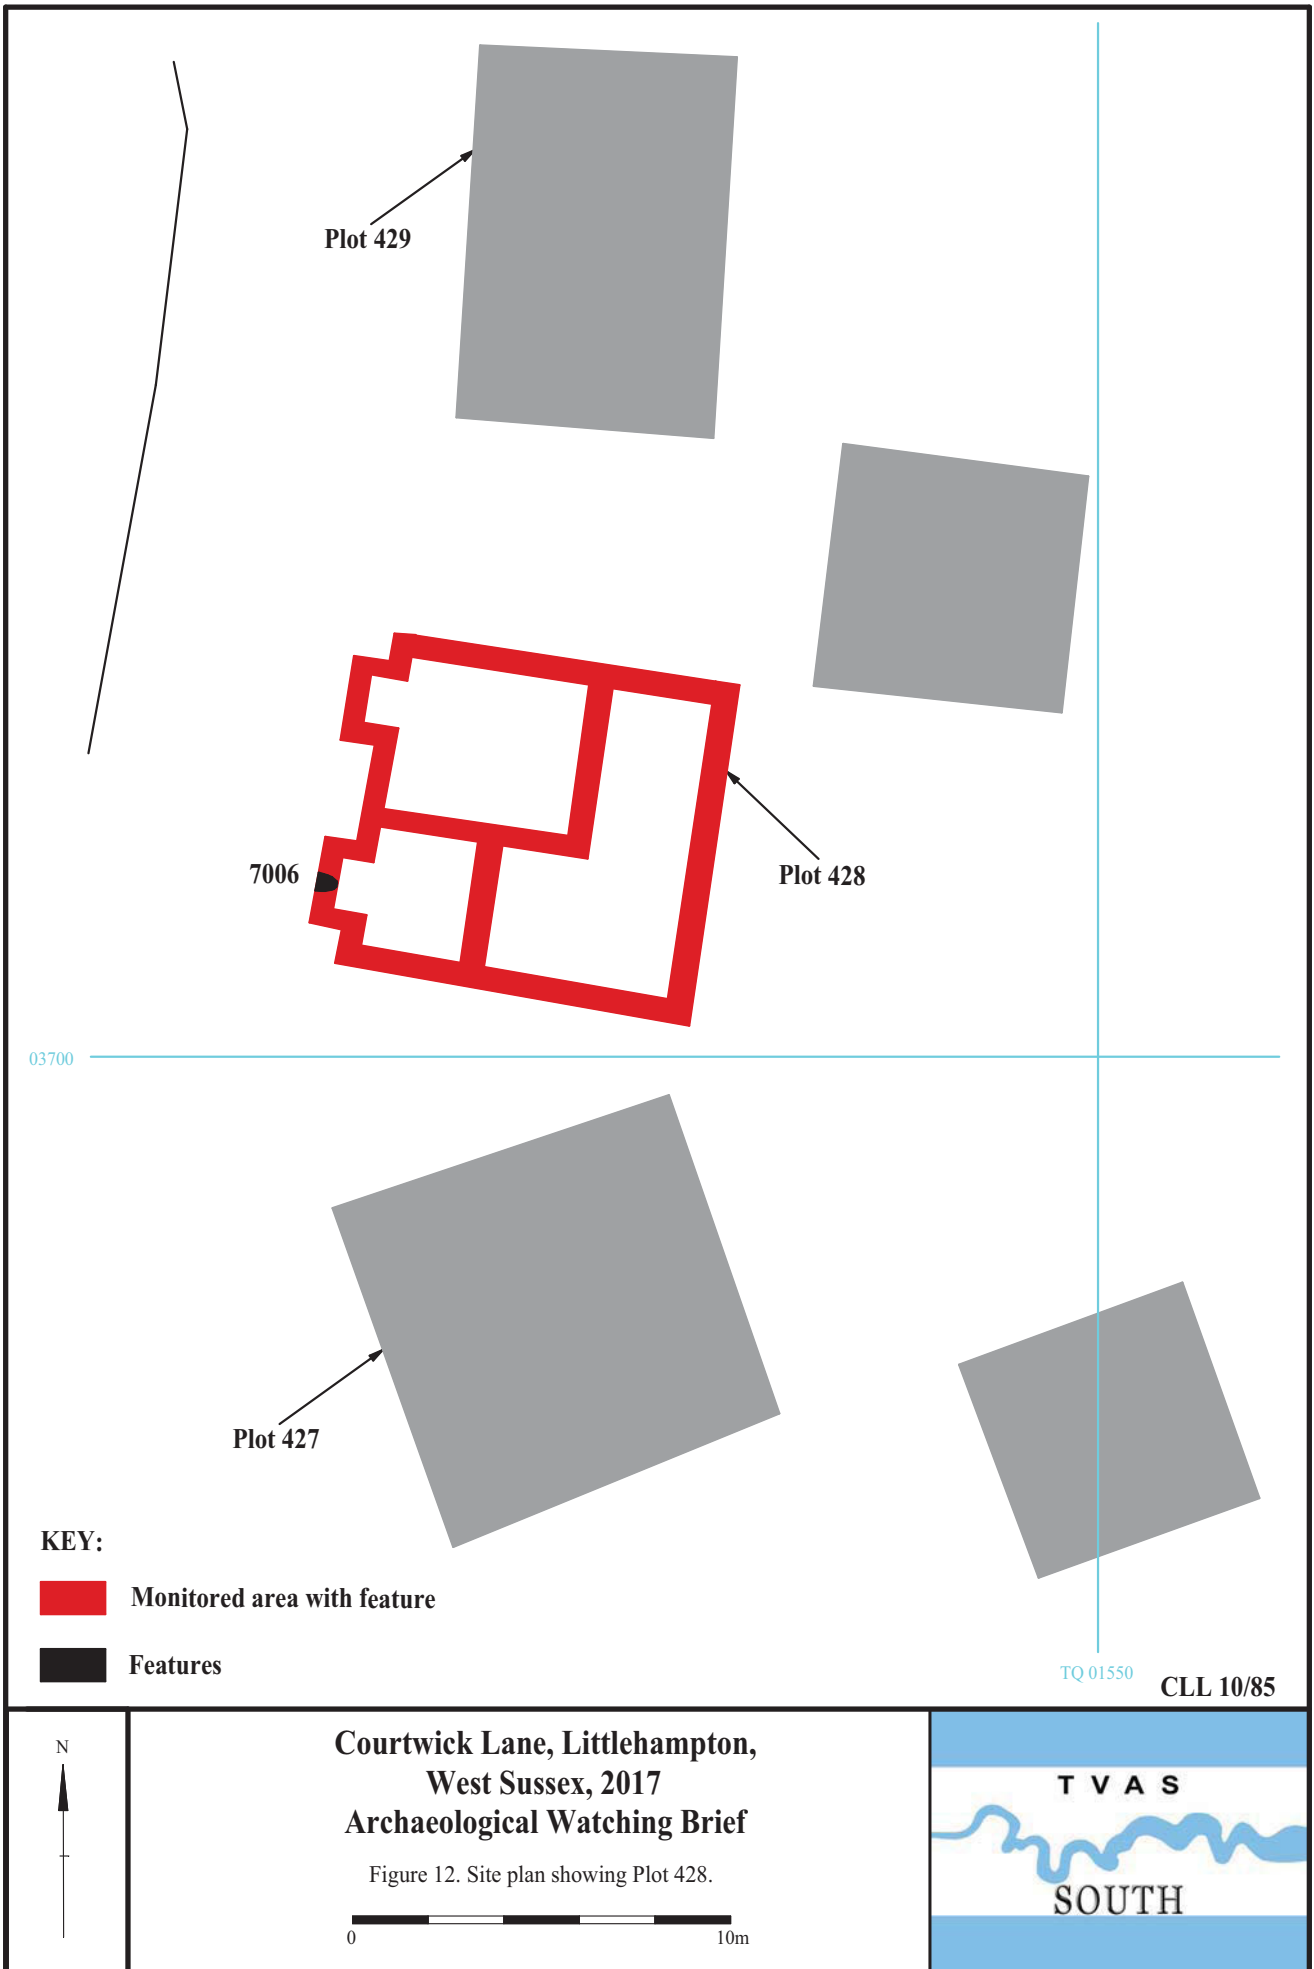 Plot 429
7006
Plot 428
03700
Plot 427
KEY:
Monitored area with feature
Features
TQ 01550
CLL 10/85
N
Courtwick Lane, Littlehampton,
West Sussex, 2017
Archaeological Watching Brief
Figure 12. Site plan showing Plot 428.
0 10m
TVAS
SOUTH